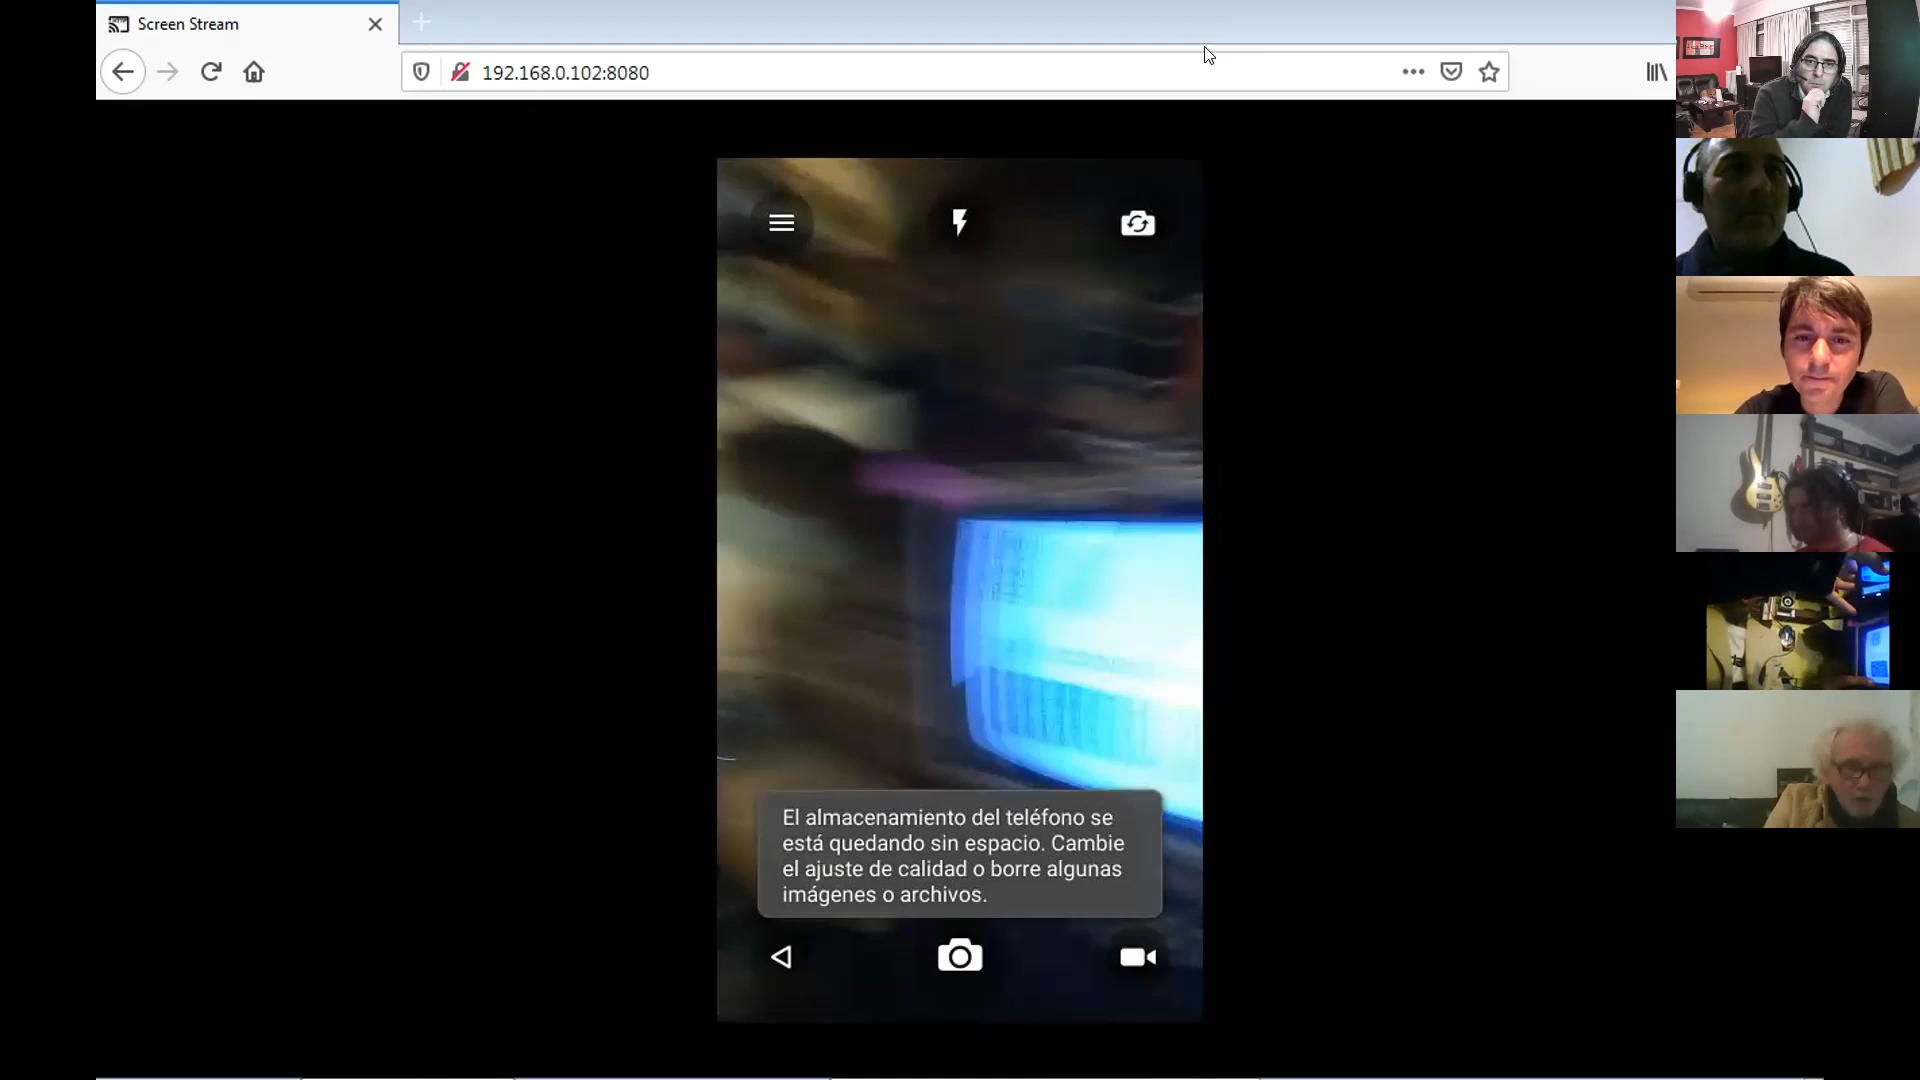 Screen Stream
192.168.0.102:8080
El almacenamiento del teléfono se
está quedando sin espacio. Cambie
el ajuste de calidad o borre algunas
imágenes o archivos.